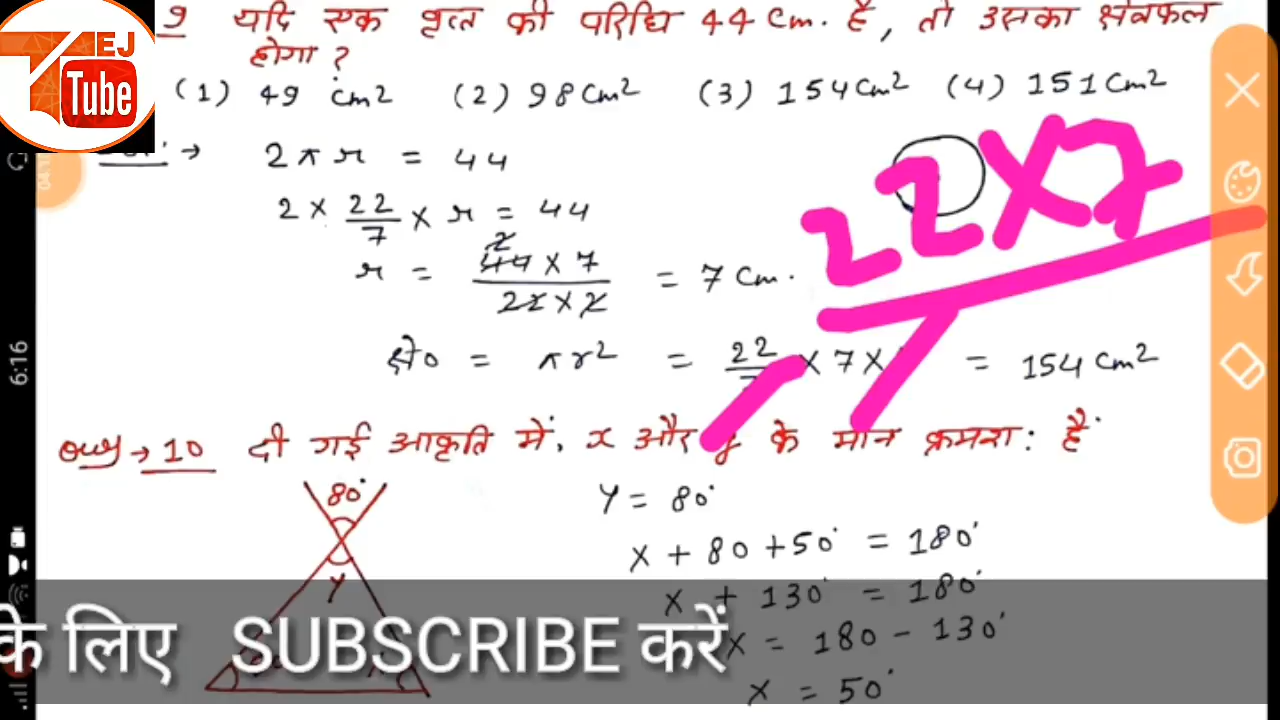 9 यदि एक वृत्त की परिधि 44 cm. है, तो उसका क्षेत्रफल
होगा ?
(1) 49 cm² (2) 98 cm² (3) 154 cm² (4) 151 cm²
EJ
Tube
→ 2πr = 44
22×7
2 × 22/7 × r = 44
r = 44 × 7 / 22 × 2 = 7 cm.
2
क्षे० = πr² = 22 × 7 × = 154 cm²
Ques → 10 दी गई आकृति में, x और y के मान क्रमशः है
80°
Y = 80°
x + 80 + 50° = 180°
Y
x + 130° = 180°
x = 180 - 130°
x = 50°
के लिए SUBSCRIBE करें
6:16